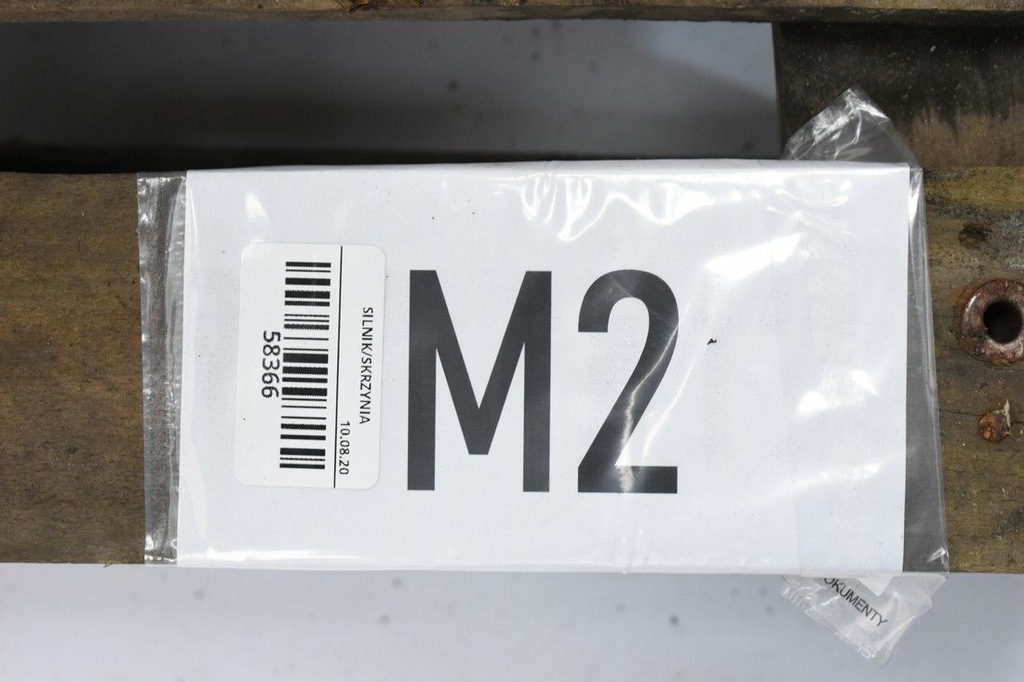 M2
SILNIK/SKRZYNIA
10.08.20
58366
OKUMENTY